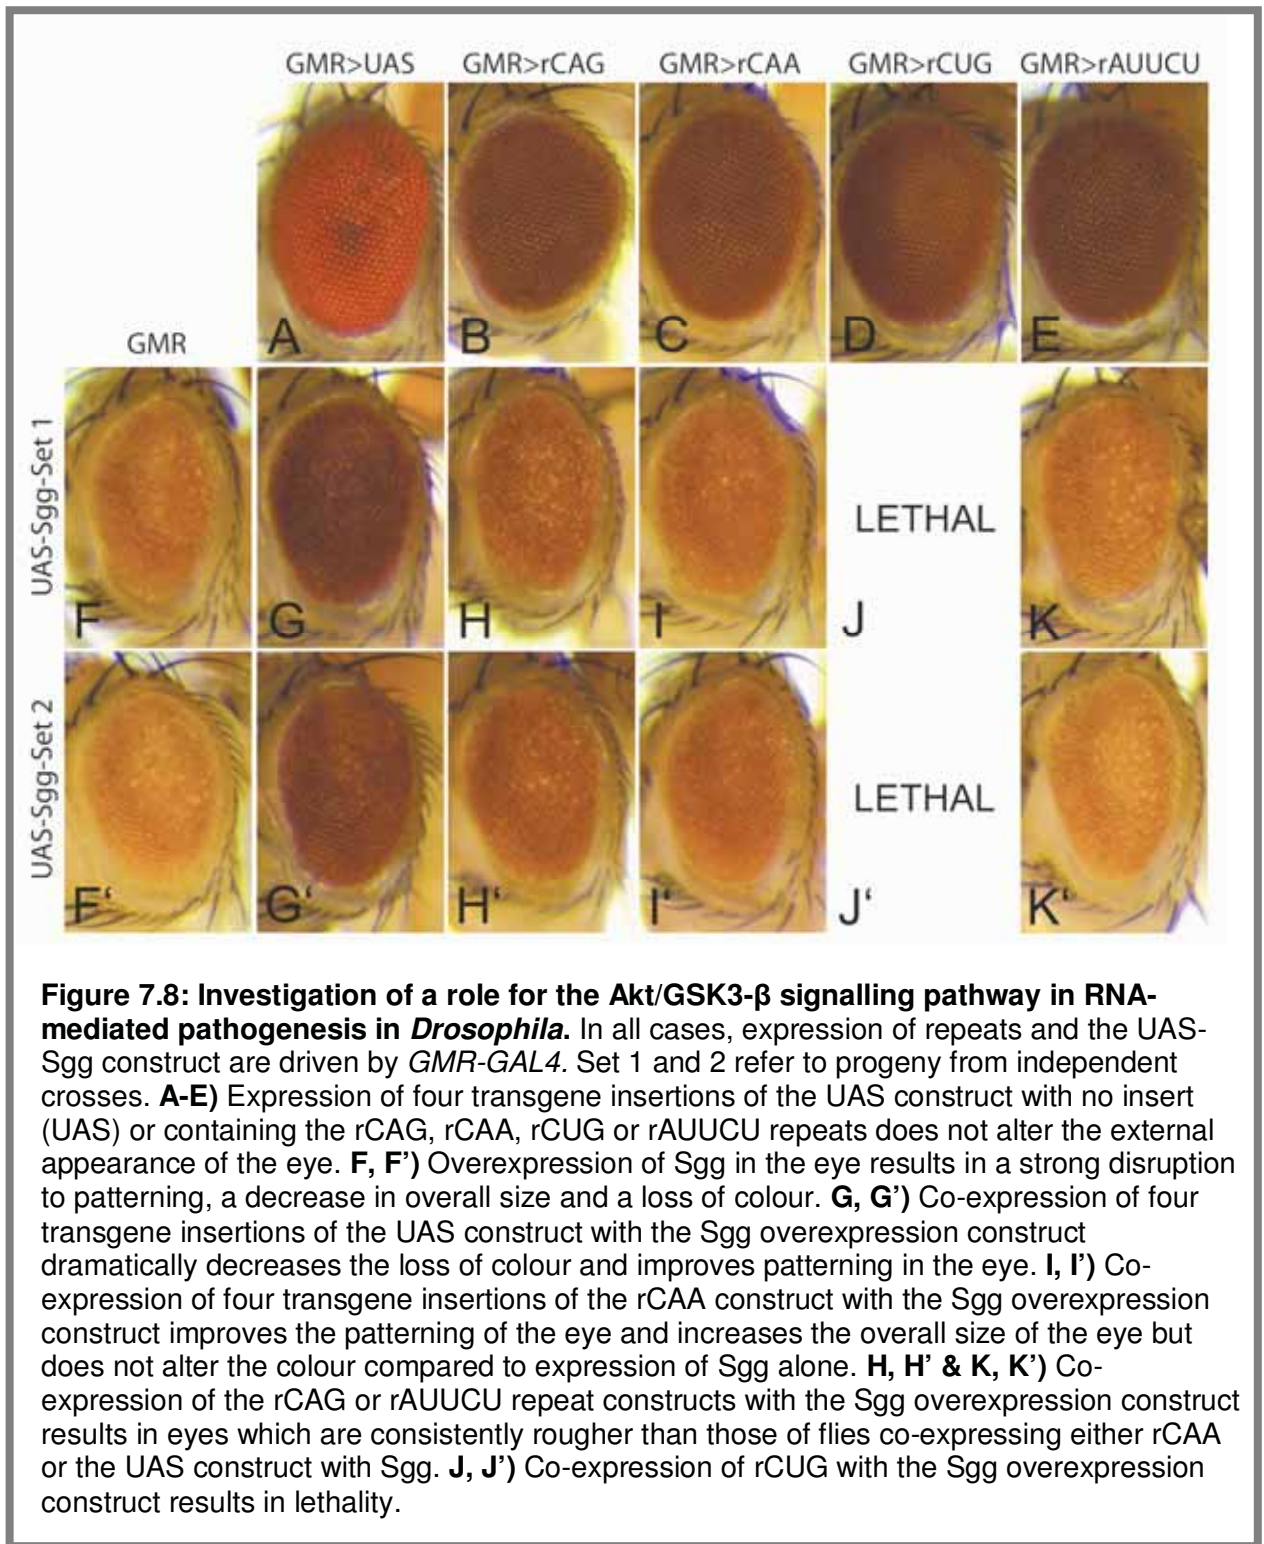 GMR>UAS GMR>rCAG GMR>rCAA GMR>rCUG GMR>rAUUCU
A B C D E
GMR
UAS-Sgg-Set 1
F G H I J K
LETHAL
UAS-Sgg-Set 2
F' G' H' I' J' K'
LETHAL
Figure 7.8: Investigation of a role for the Akt/GSK3-β signalling pathway in RNA-
mediated pathogenesis in Drosophila. In all cases, expression of repeats and the UAS-
Sgg construct are driven by GMR-GAL4. Set 1 and 2 refer to progeny from independent
crosses. A-E) Expression of four transgene insertions of the UAS construct with no insert
(UAS) or containing the rCAG, rCAA, rCUG or rAUUCU repeats does not alter the external
appearance of the eye. F, F’) Overexpression of Sgg in the eye results in a strong disruption
to patterning, a decrease in overall size and a loss of colour. G, G’) Co-expression of four
transgene insertions of the UAS construct with the Sgg overexpression construct
dramatically decreases the loss of colour and improves patterning in the eye. I, I’) Co-
expression of four transgene insertions of the rCAA construct with the Sgg overexpression
construct improves the patterning of the eye and increases the overall size of the eye but
does not alter the colour compared to expression of Sgg alone. H, H’ & K, K’) Co-
expression of the rCAG or rAUUCU repeat constructs with the Sgg overexpression construct
results in eyes which are consistently rougher than those of flies co-expressing either rCAA
or the UAS construct with Sgg. J, J’) Co-expression of rCUG with the Sgg overexpression
construct results in lethality.